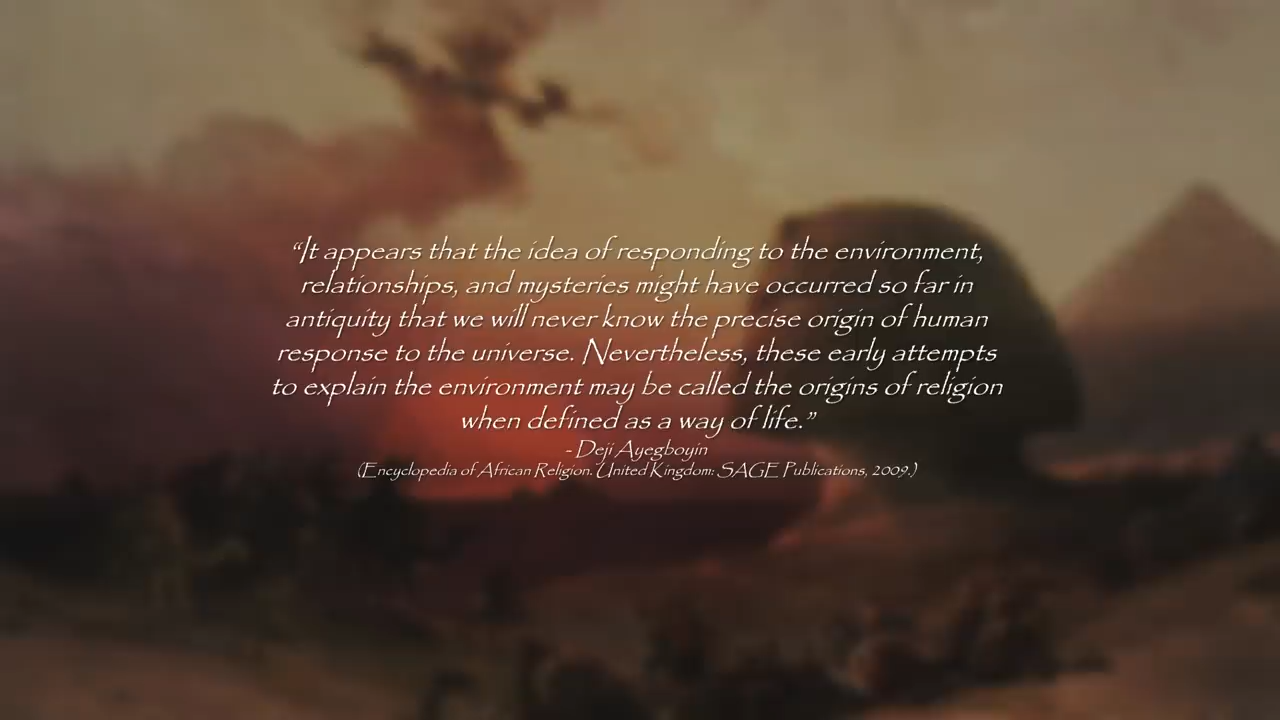 “It appears that the idea of responding to the environment,
relationships, and mysteries might have occurred so far in
antiquity that we will never know the precise origin of human
response to the universe. Nevertheless, these early attempts
to explain the environment may be called the origins of religion
when defined as a way of life.”
- Deji Ayegboyin
(Encyclopedia of African Religion. United Kingdom: SAGE Publications, 2009.)